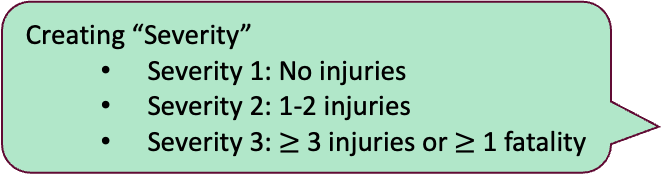 Creating “Severity”
• Severity 1: No injuries
• Severity 2: 1-2 injuries
• Severity 3: ≥ 3 injuries or ≥ 1 fatality